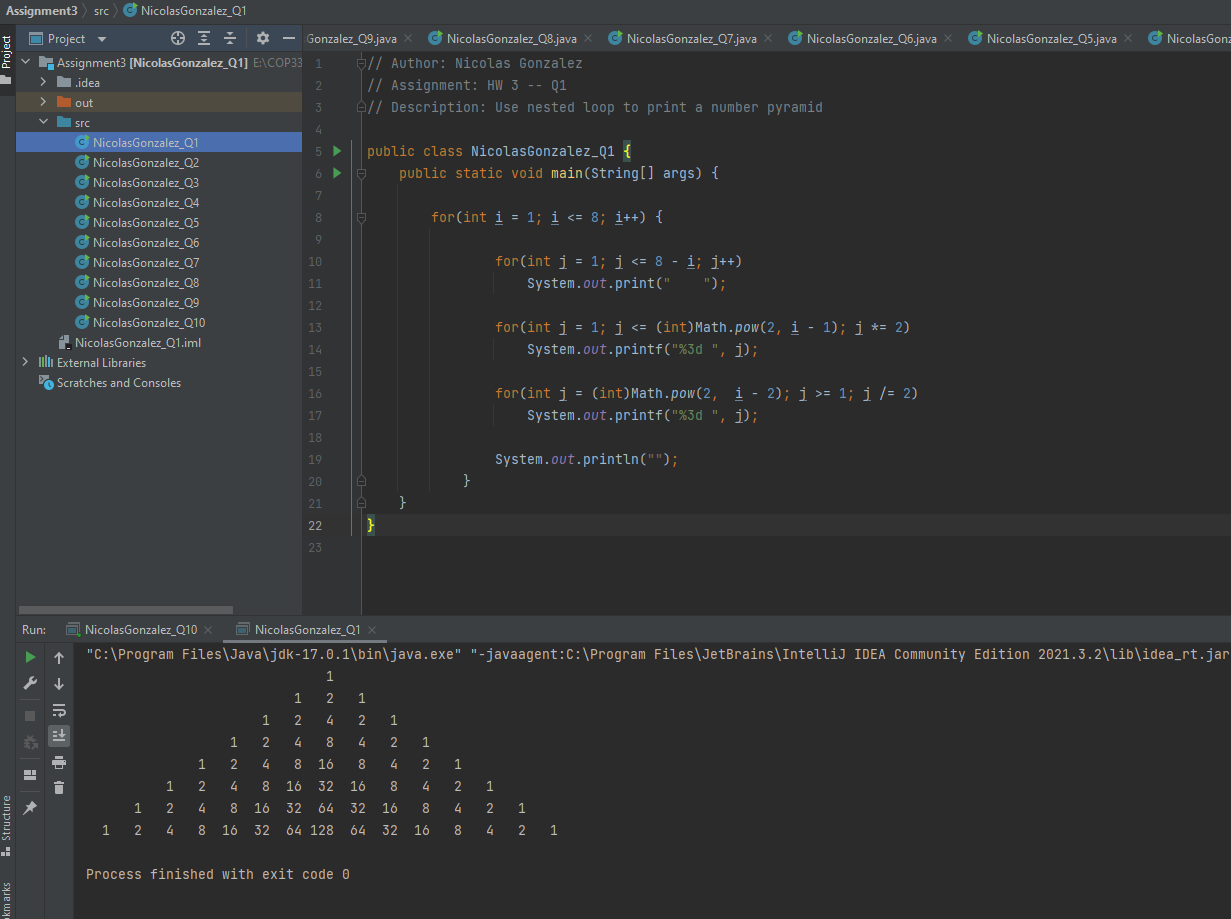 Assignment3 src NicolasGonzalez_Q1
Project
Project
Assignment3 [NicolasGonzalez_Q1] E:\COP33
.idea
out
src
NicolasGonzalez_Q1
NicolasGonzalez_Q2
NicolasGonzalez_Q3
NicolasGonzalez_Q4
NicolasGonzalez_Q5
NicolasGonzalez_Q6
NicolasGonzalez_Q7
NicolasGonzalez_Q8
NicolasGonzalez_Q9
NicolasGonzalez_Q10
NicolasGonzalez_Q1.iml
External Libraries
Scratches and Consoles
Gonzalez_Q9.java NicolasGonzalez_Q8.java NicolasGonzalez_Q7.java NicolasGonzalez_Q6.java NicolasGonzalez_Q5.java NicolasGon
1 // Author: Nicolas Gonzalez
2 // Assignment: HW 3 -- Q1
3 // Description: Use nested loop to print a number pyramid
4
5 public class NicolasGonzalez_Q1 {
6     public static void main(String[] args) {
7
8         for(int i = 1; i <= 8; i++) {
9
10                 for(int j = 1; j <= 8 - i; j++)
11                     System.out.print("    ");
12
13                 for(int j = 1; j <= (int)Math.pow(2, i - 1); j *= 2)
14                     System.out.printf("%3d ", j);
15
16                 for(int j = (int)Math.pow(2,  i - 2); j >= 1; j /= 2)
17                     System.out.printf("%3d ", j);
18
19                 System.out.println("");
20             }
21     }
22 }
23
Run: NicolasGonzalez_Q10 NicolasGonzalez_Q1
"C:\Program Files\Java\jdk-17.0.1\bin\java.exe" "-javaagent:C:\Program Files\JetBrains\IntelliJ IDEA Community Edition 2021.3.2\lib\idea_rt.jar
                              1
                          1   2   1
                      1   2   4   2   1
                  1   2   4   8   4   2   1
              1   2   4   8  16   8   4   2   1
          1   2   4   8  16  32  16   8   4   2   1
      1   2   4   8  16  32  64  32  16   8   4   2   1
  1   2   4   8  16  32  64 128  64  32  16   8   4   2   1
Process finished with exit code 0
Structure
kmarks